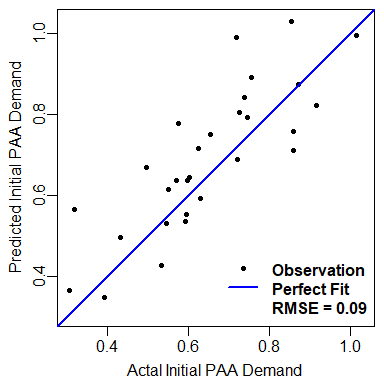 1.0
0.8
0.6
0.4
Predicted Initial PAA Demand
Observation
Perfect Fit
RMSE = 0.09
0.4 0.6 0.8 1.0
Actal Initial PAA Demand